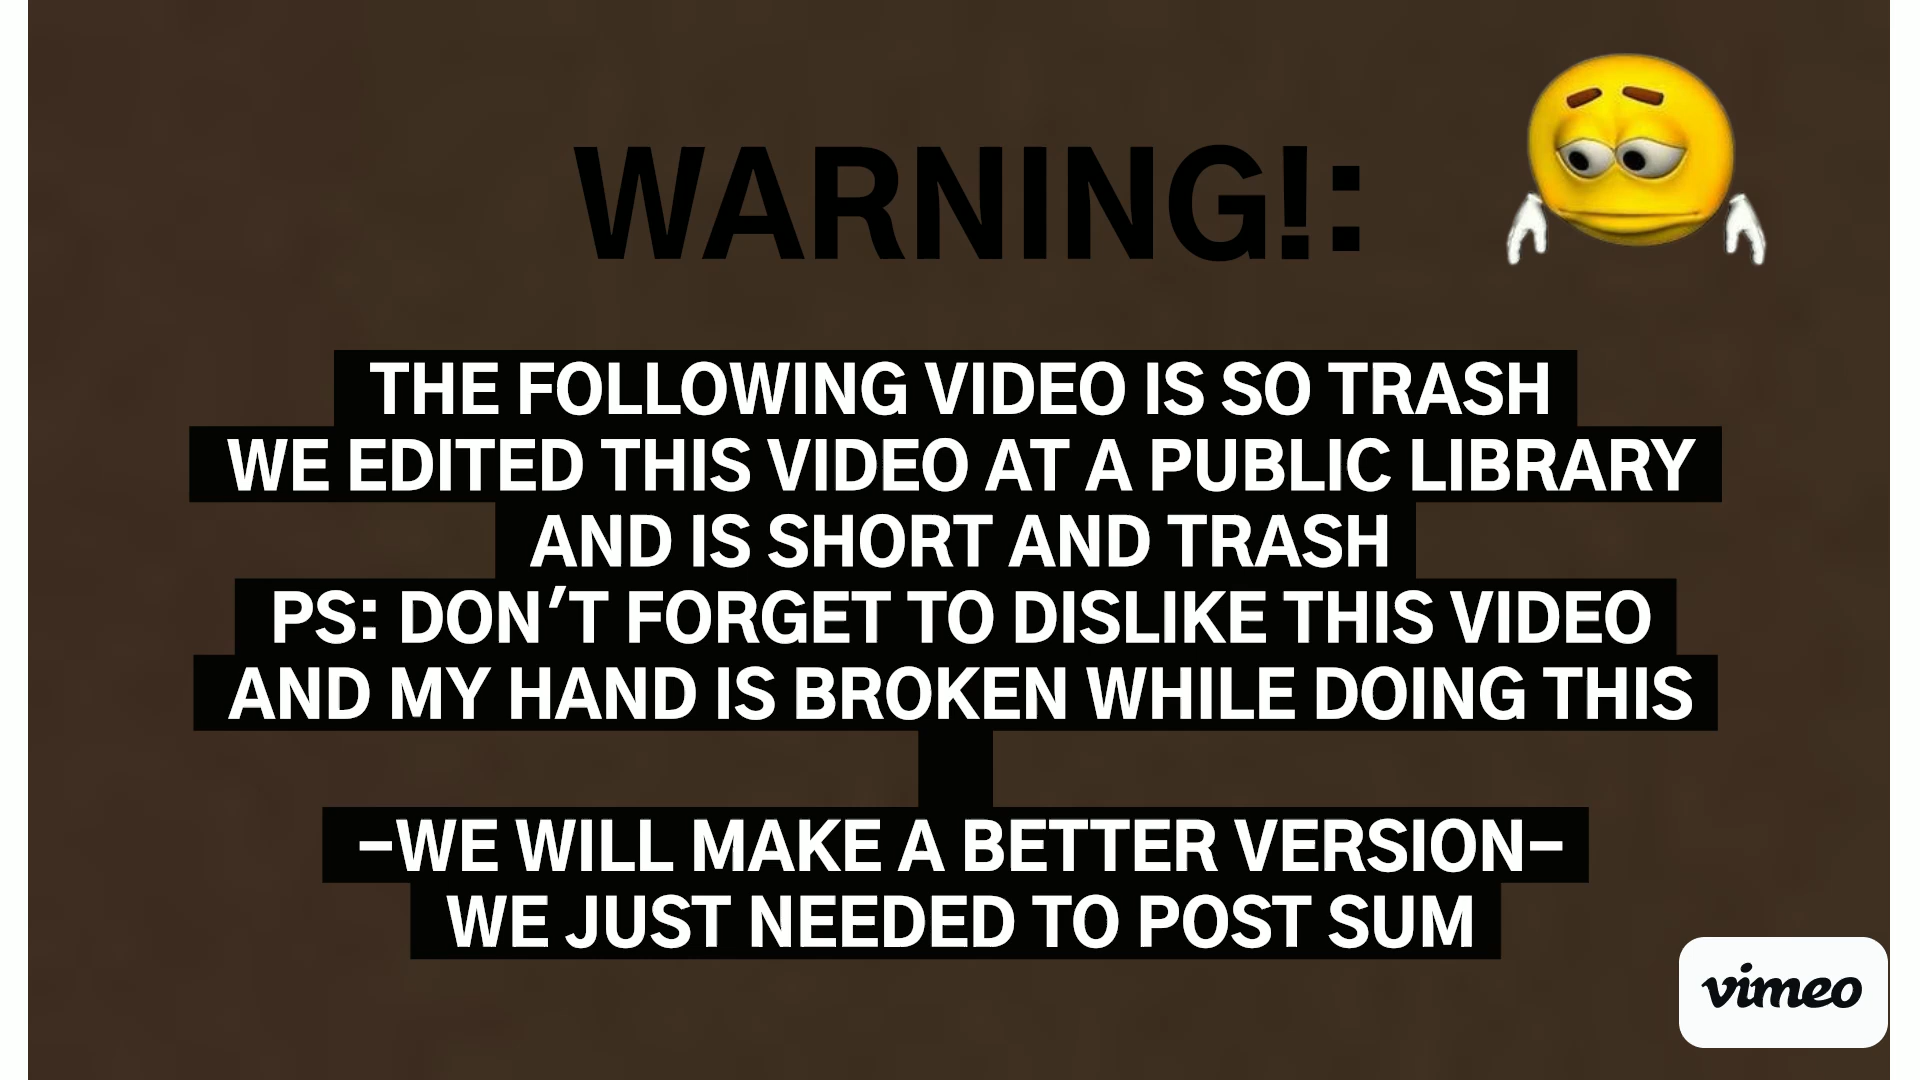 WARNING!:
THE FOLLOWING VIDEO IS SO TRASH
WE EDITED THIS VIDEO AT A PUBLIC LIBRARY
AND IS SHORT AND TRASH
PS: DON'T FORGET TO DISLIKE THIS VIDEO
AND MY HAND IS BROKEN WHILE DOING THIS
-WE WILL MAKE A BETTER VERSION-
WE JUST NEEDED TO POST SUM
vimeo